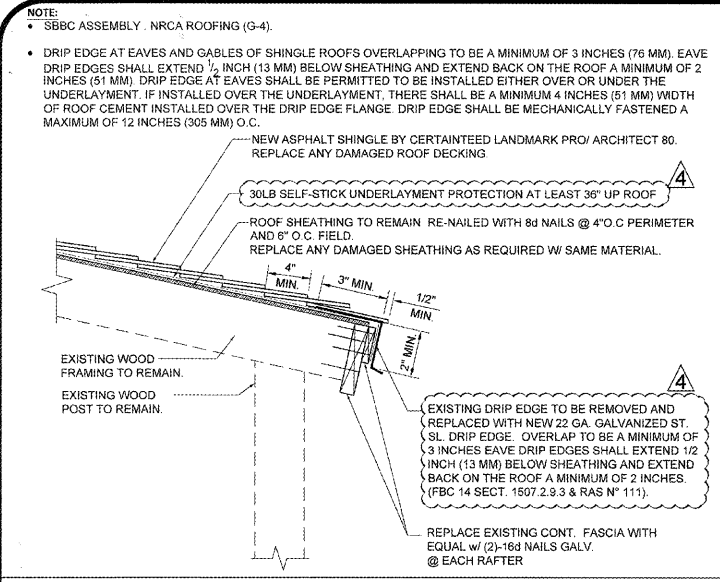 NOTE:
• SBBC ASSEMBLY . NRCA ROOFING (G-4).
• DRIP EDGE AT EAVES AND GABLES OF SHINGLE ROOFS OVERLAPPING TO BE A MINIMUM OF 3 INCHES (76 MM). EAVE
DRIP EDGES SHALL EXTEND 1/2 INCH (13 MM) BELOW SHEATHING AND EXTEND BACK ON THE ROOF A MINIMUM OF 2
INCHES (51 MM). DRIP EDGE AT EAVES SHALL BE PERMITTED TO BE INSTALLED EITHER OVER OR UNDER THE
UNDERLAYMENT. IF INSTALLED OVER THE UNDERLAYMENT, THERE SHALL BE A MINIMUM 4 INCHES (51 MM) WIDTH
OF ROOF CEMENT INSTALLED OVER THE DRIP EDGE FLANGE. DRIP EDGE SHALL BE MECHANICALLY FASTENED A
MAXIMUM OF 12 INCHES (305 MM) O.C.
NEW ASPHALT SHINGLE BY CERTAINTEED LANDMARK PRO/ ARCHITECT 80.
REPLACE ANY DAMAGED ROOF DECKING.
4
30LB SELF-STICK UNDERLAYMENT PROTECTION AT LEAST 36" UP ROOF
ROOF SHEATHING TO REMAIN RE-NAILED WITH 8d NAILS @ 4"O.C PERIMETER
AND 6" O.C. FIELD.
REPLACE ANY DAMAGED SHEATHING AS REQUIRED W/ SAME MATERIAL.
4"
MIN.
3" MIN.
1/2"
MIN.
2" MIN.
EXISTING WOOD
FRAMING TO REMAIN.
EXISTING WOOD
POST TO REMAIN.
4
EXISTING DRIP EDGE TO BE REMOVED AND
REPLACED WITH NEW 22 GA. GALVANIZED ST.
SL. DRIP EDGE. OVERLAP TO BE A MINIMUM OF
3 INCHES EAVE DRIP EDGES SHALL EXTEND 1/2
INCH (13 MM) BELOW SHEATHING AND EXTEND
BACK ON THE ROOF A MINIMUM OF 2 INCHES.
(FBC 14 SECT. 1507.2.9.3 & RAS N° 111).
REPLACE EXISTING CONT. FASCIA WITH
EQUAL w/ (2)-16d NAILS GALV.
@ EACH RAFTER